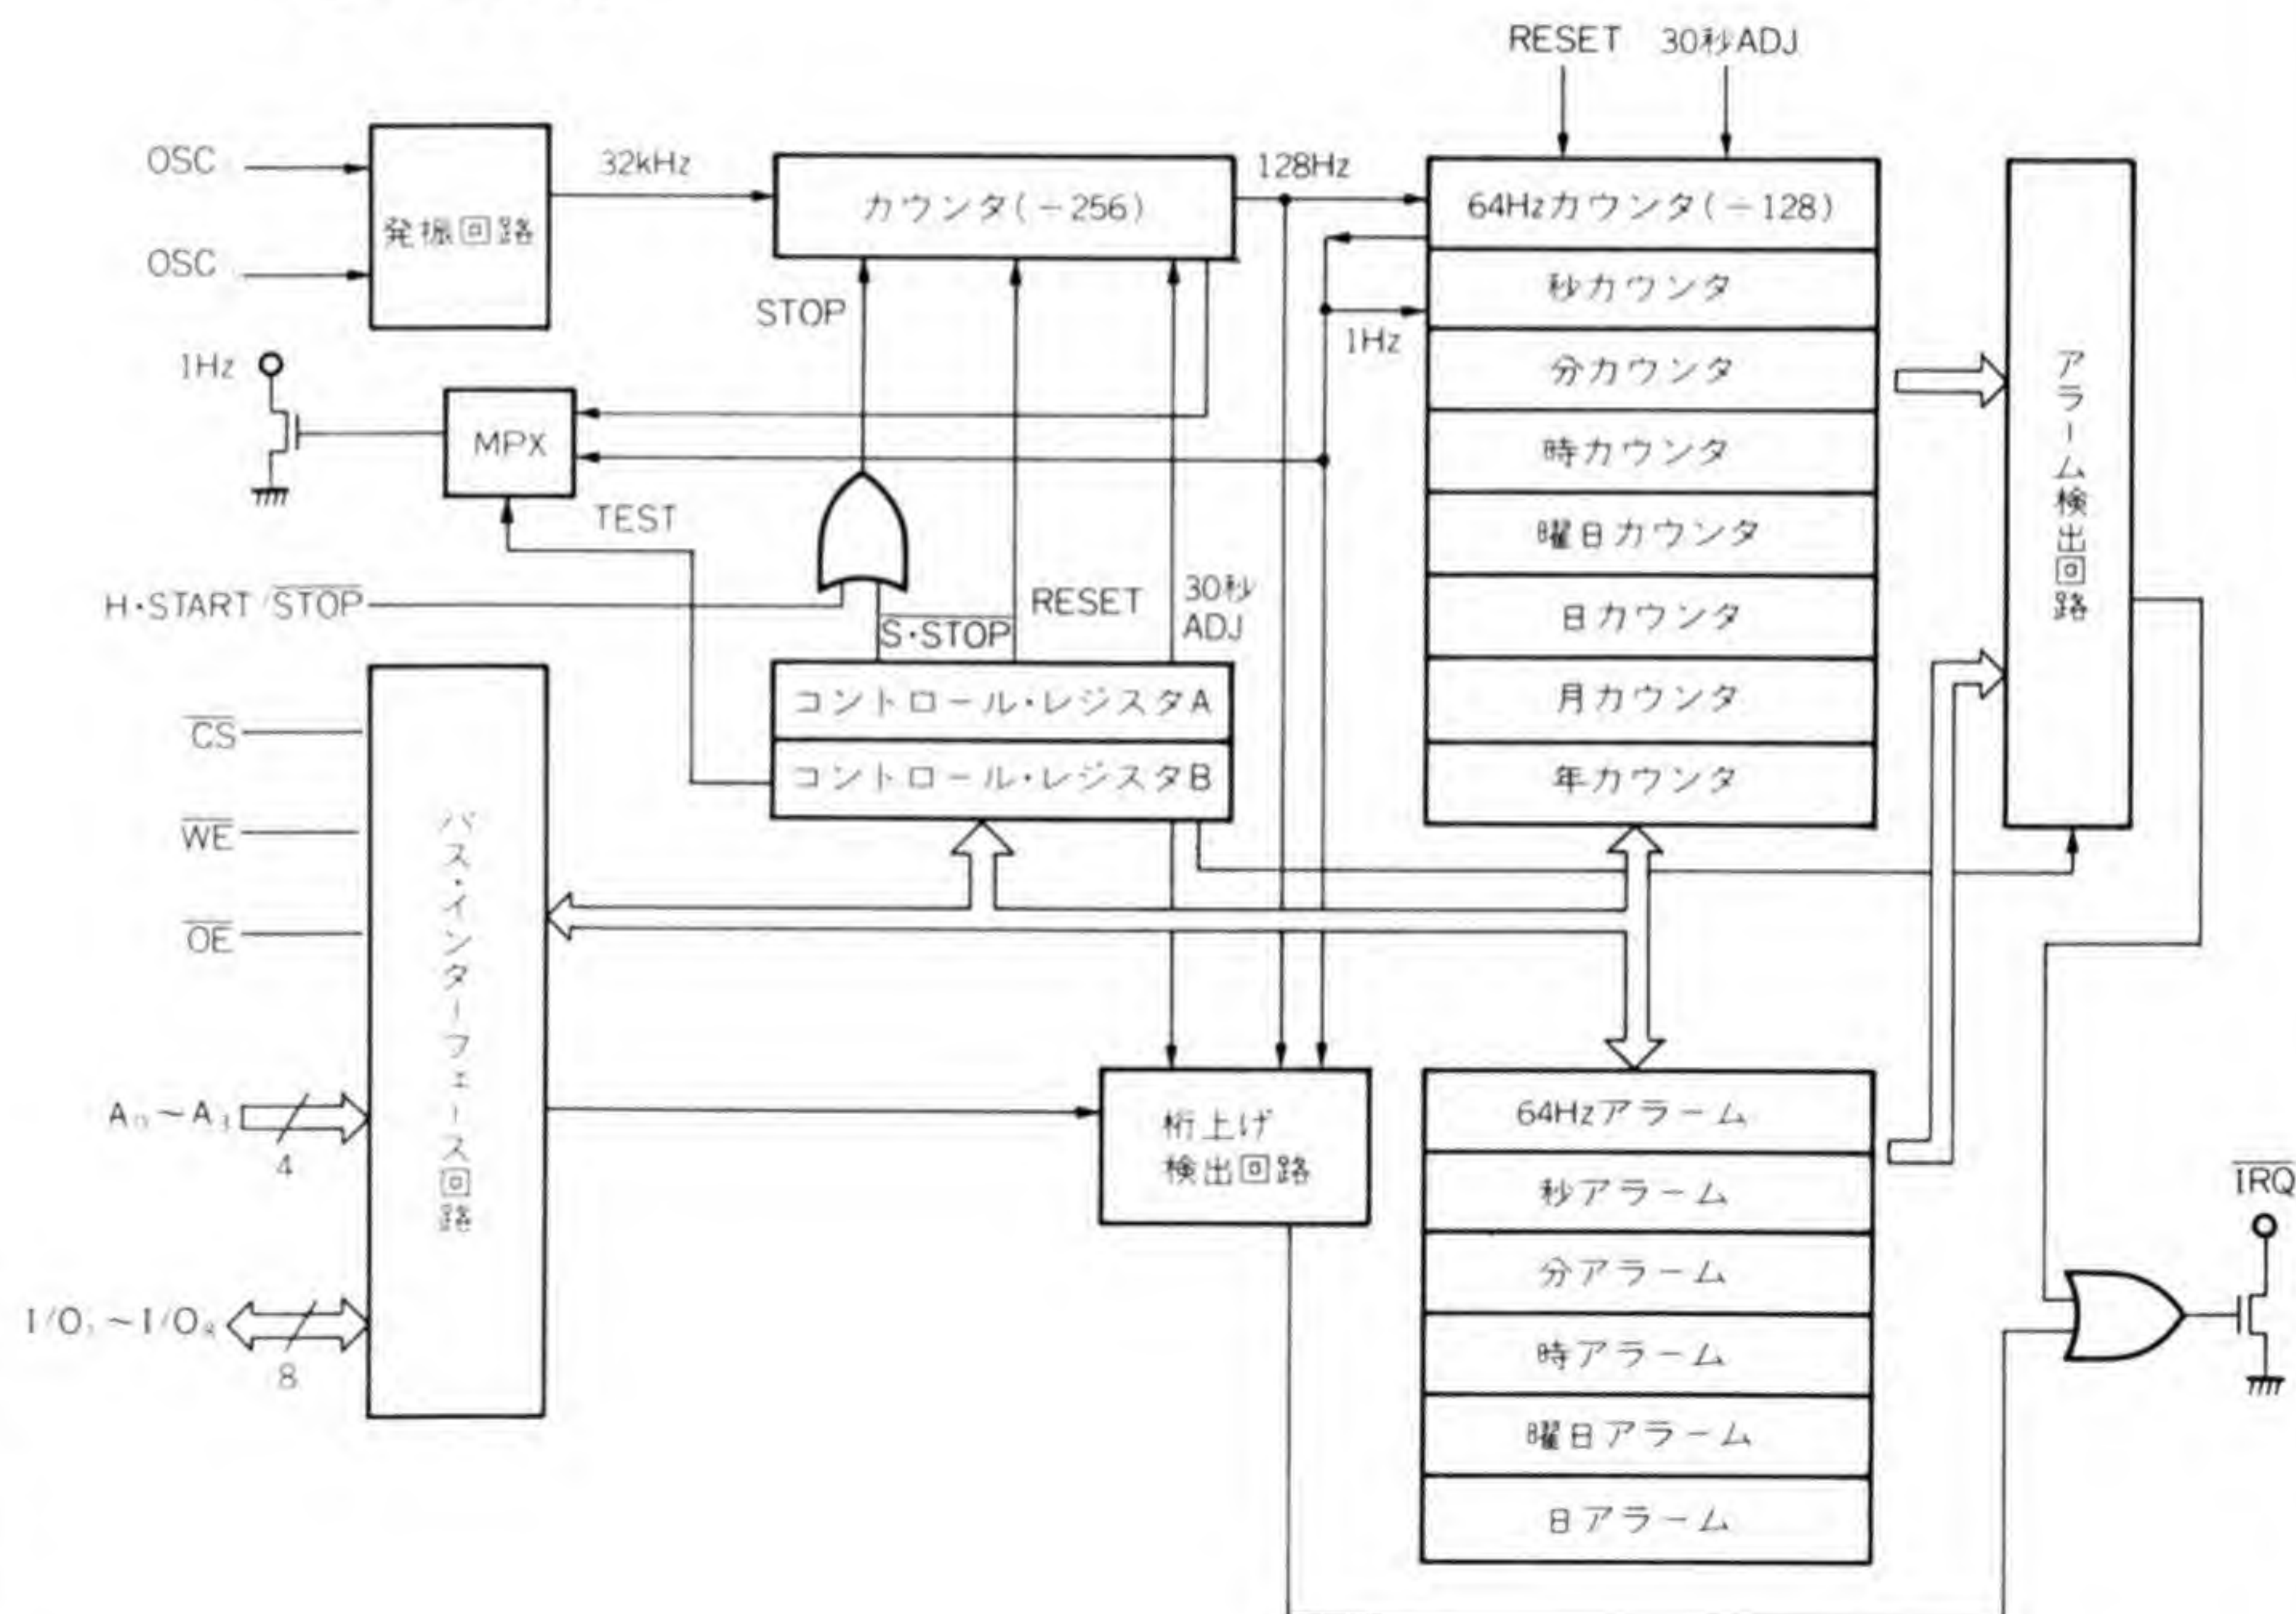 RESET 30秒ADJ
OSC
OSC
発振回路
32kHz
カウンタ(÷256)
128Hz
64Hzカウンタ(÷128)
秒カウンタ
分カウンタ
時カウンタ
曜日カウンタ
日カウンタ
月カウンタ
年カウンタ
アラーム検出回路
1Hz
STOP
1Hz
MPX
TEST
H・START/STOP
S・STOP
RESET
30秒
ADJ
コントロール・レジスタA
コントロール・レジスタB
CS
WE
OE
A₀~A₃
4
I/O₁~I/O₈
8
バス・インターフェース回路
桁上げ
検出回路
64Hzアラーム
秒アラーム
分アラーム
時アラーム
曜日アラーム
日アラーム
IRQ